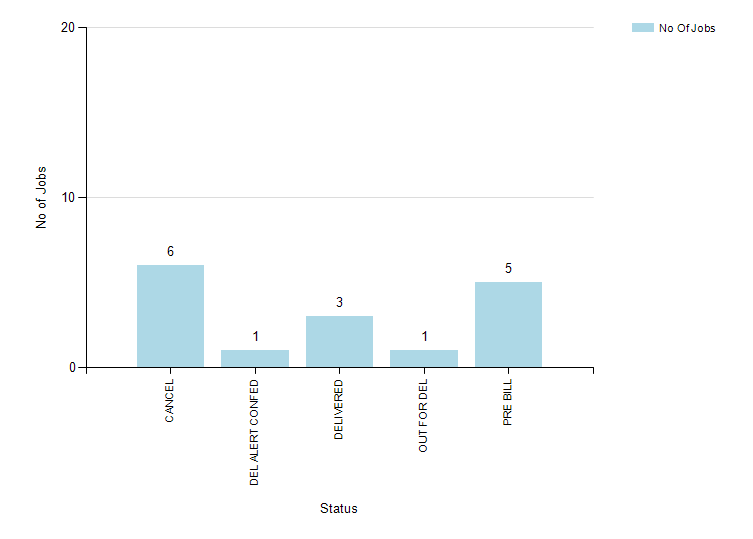 20
No Of Jobs
No of Jobs
10
6
5
3
1
1
0
CANCEL
DEL ALERT CONFED
DELIVERED
OUT FOR DEL
PRE BILL
Status